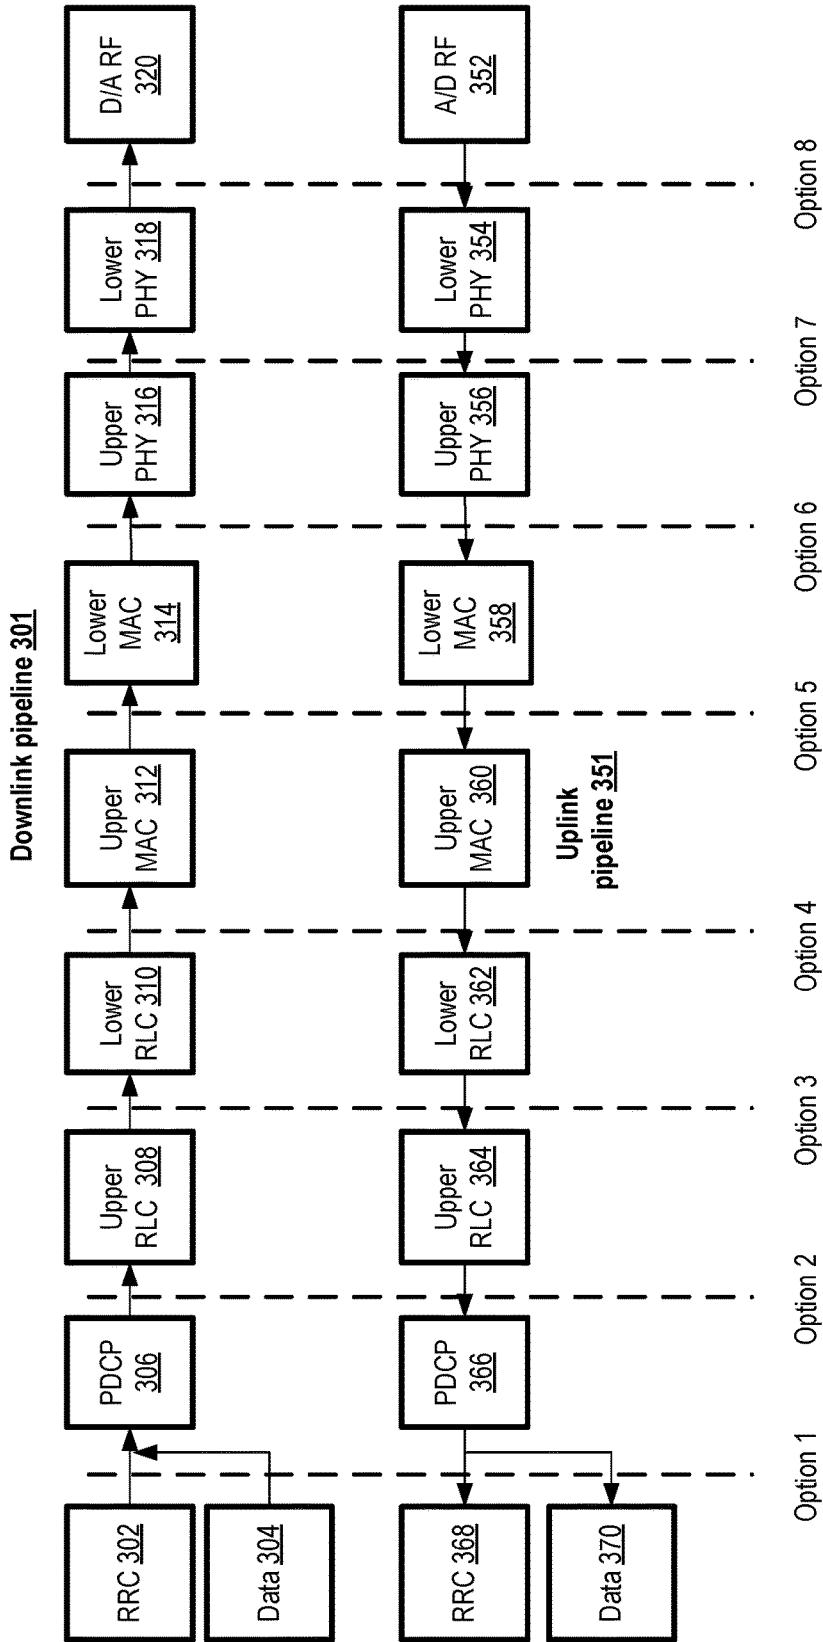 Downlink pipeline 301
RRC 302
Data 304
PDCP
306
Upper
RLC 308
Lower
RLC 310
Upper
MAC 312
Lower
MAC
314
Upper
PHY 316
Lower
PHY 318
D/A RF
320
RRC 368
Data 370
PDCP
366
Upper
RLC 364
Lower
RLC 362
Upper
MAC 360
Lower
MAC
358
Upper
PHY 356
Lower
PHY 354
A/D RF
352
Uplink
pipeline 351
Option 1
Option 2
Option 3
Option 4
Option 5
Option 6
Option 7
Option 8